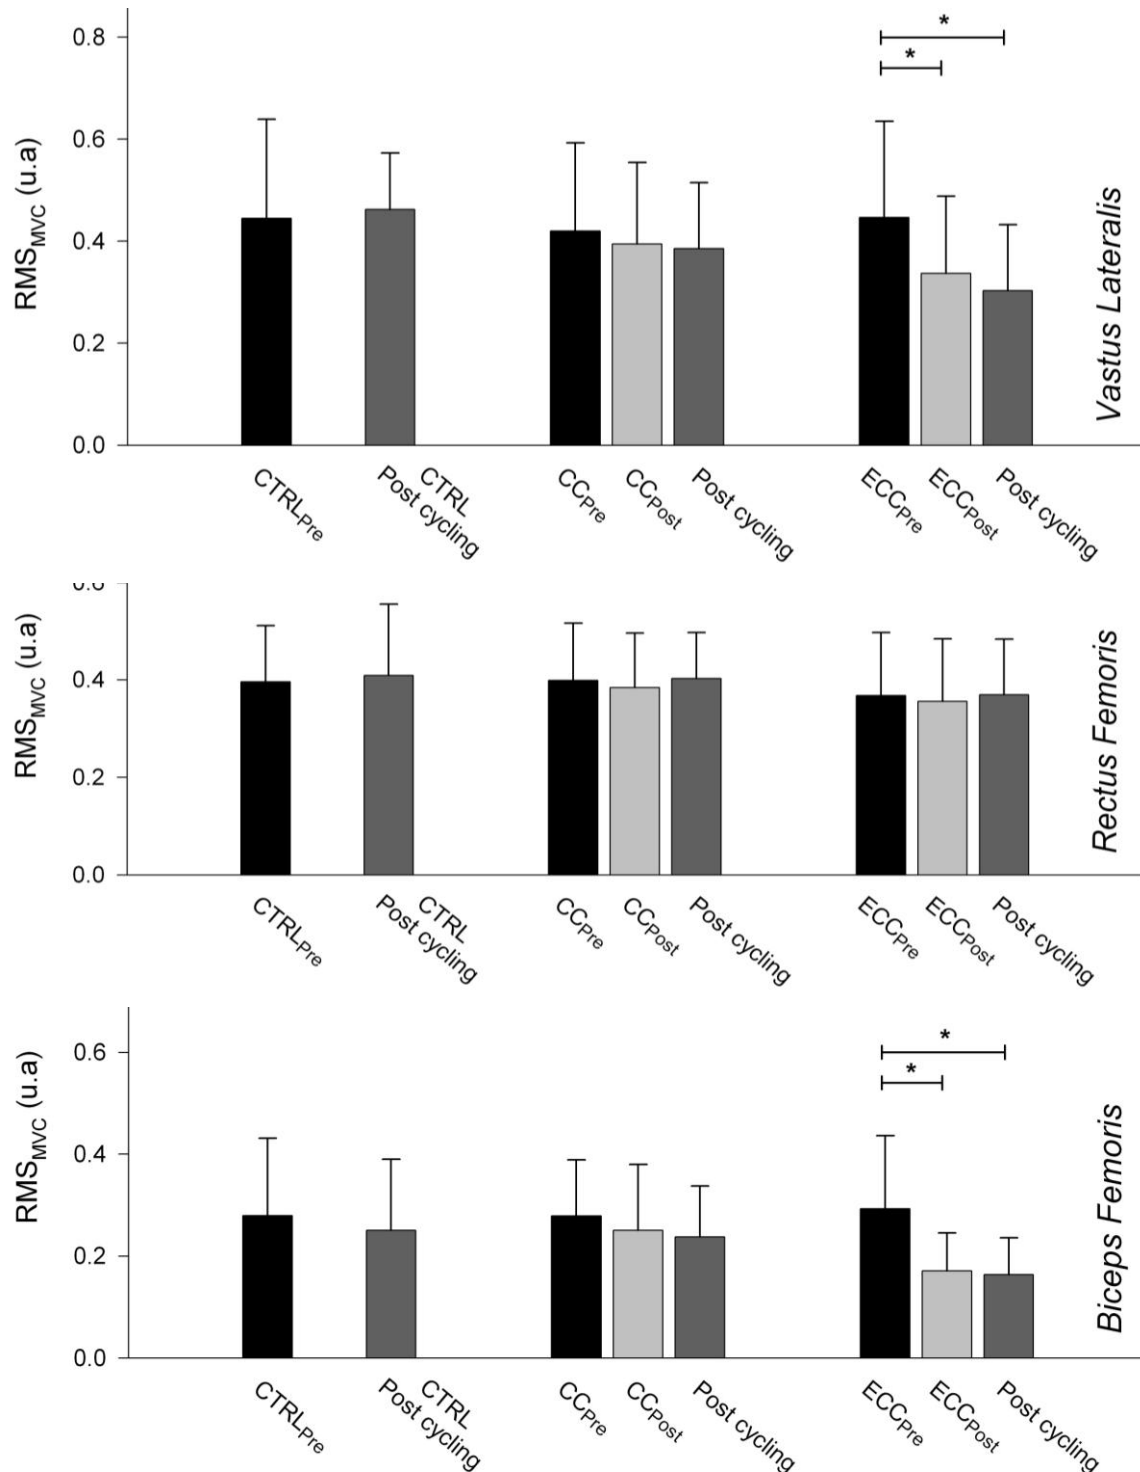 0.8
0.6
0.4
0.2
0.0
RMSMVC (u.a)
*
*
Vastus Lateralis
CTRLPre
CTRL
Post cycling
CCPre
CCPost
Post cycling
ECCPre
ECCPost
Post cycling
0.6
0.4
0.2
0.0
RMSMVC (u.a)
Rectus Femoris
CTRLPre
CTRL
Post cycling
CCPre
CCPost
Post cycling
ECCPre
ECCPost
Post cycling
0.6
0.4
0.2
0.0
RMSMVC (u.a)
*
*
Biceps Femoris
CTRLPre
CTRL
Post cycling
CCPre
CCPost
Post cycling
ECCPre
ECCPost
Post cycling